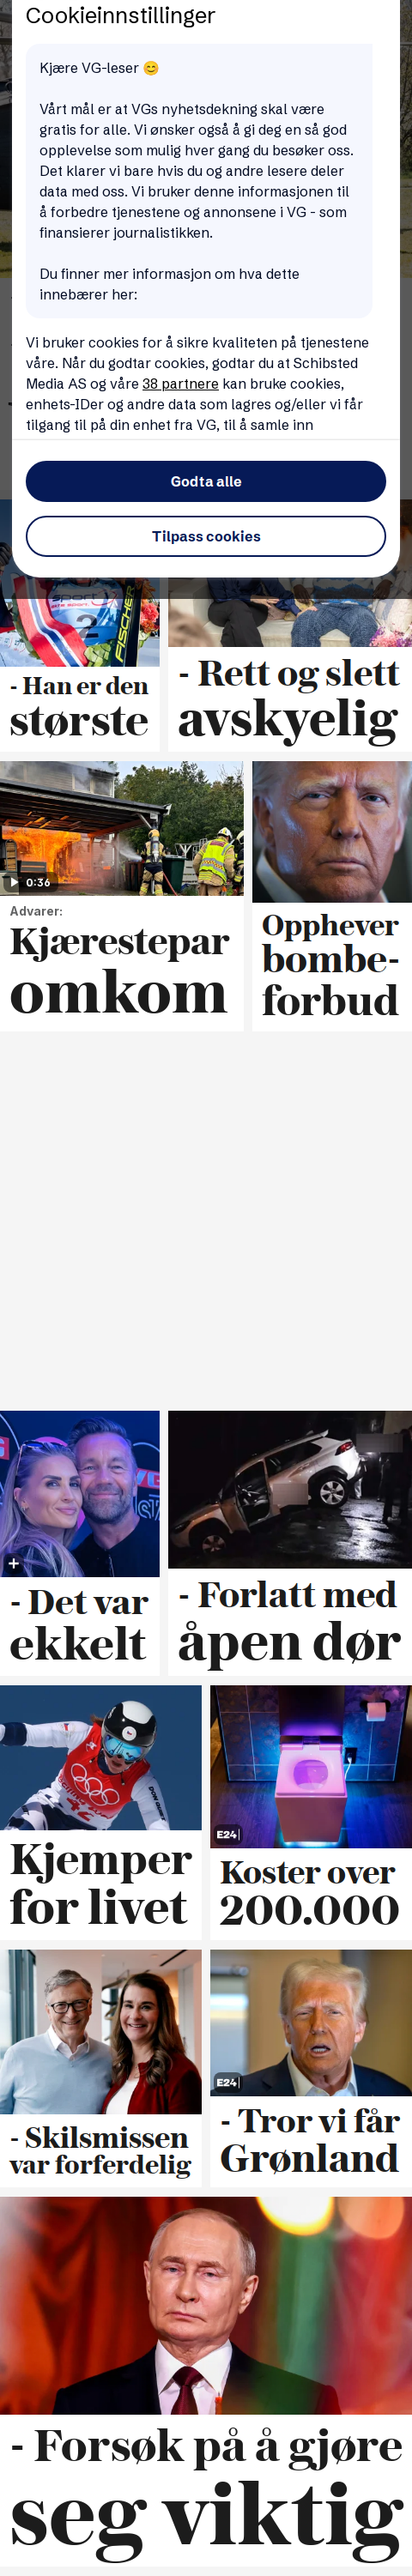 Cookieinnstillinger
Kjære VG-leser 😊
Vårt mål er at VGs nyhetsdekning skal være
gratis for alle. Vi ønsker også å gi deg en så god
opplevelse som mulig hver gang du besøker oss.
Det klarer vi bare hvis du og andre lesere deler
data med oss. Vi bruker denne informasjonen til
å forbedre tjenestene og annonsene i VG - som
finansierer journalistikken.
Du finner mer informasjon om hva dette
innebærer her:
Vi bruker cookies for å sikre kvaliteten på tjenestene
våre. Når du godtar cookies, godtar du at Schibsted
Media AS og våre 38 partnere kan bruke cookies,
enhets-IDer og andre data som lagres og/eller vi får
tilgang til på din enhet fra VG, til å samle inn
Godta alle
Tilpass cookies
sport
2
FISCHER
- Han er den
største
- Rett og slett
avskyelig
0:36
Advarer:
Kjærestepar
omkom
Opphever
bombe-
forbud
- Det var
ekkelt
- Forlatt med
åpen dør
Kjemper
for livet
E24
Koster over
200.000
- Skilsmissen
var forferdelig
E24
- Tror vi får
Grønland
- Forsøk på å gjøre
seg viktig